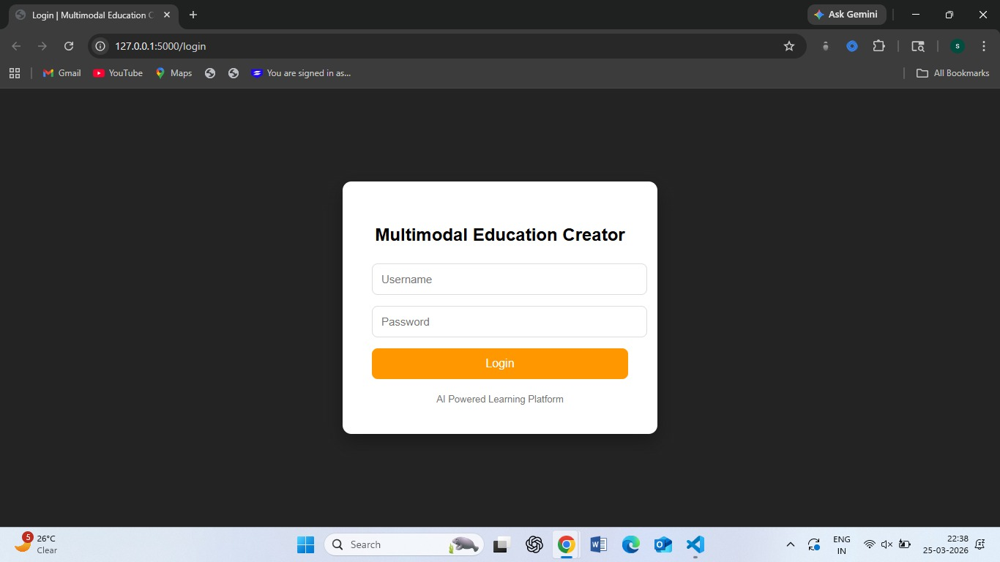 Login | Multimodal Education C
Ask Gemini
127.0.0.1:5000/login
s
Gmail
YouTube
Maps
You are signed in as...
All Bookmarks
Multimodal Education Creator
Username
Password
Login
AI Powered Learning Platform
5
26°C
Clear
Search
ENG
IN
22:38
25-03-2026